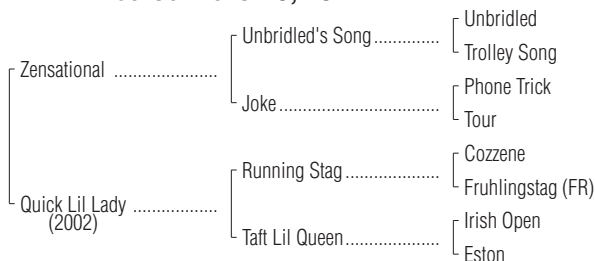 Unbridled
Unbridled's Song
Trolley Song
Zensational
Phone Trick
Joke
Tour
Cozzene
Running Stag
Fruhlingstag (FR)
Quick Lil Lady
(2002)
Irish Open
Taft Lil Queen
Eston